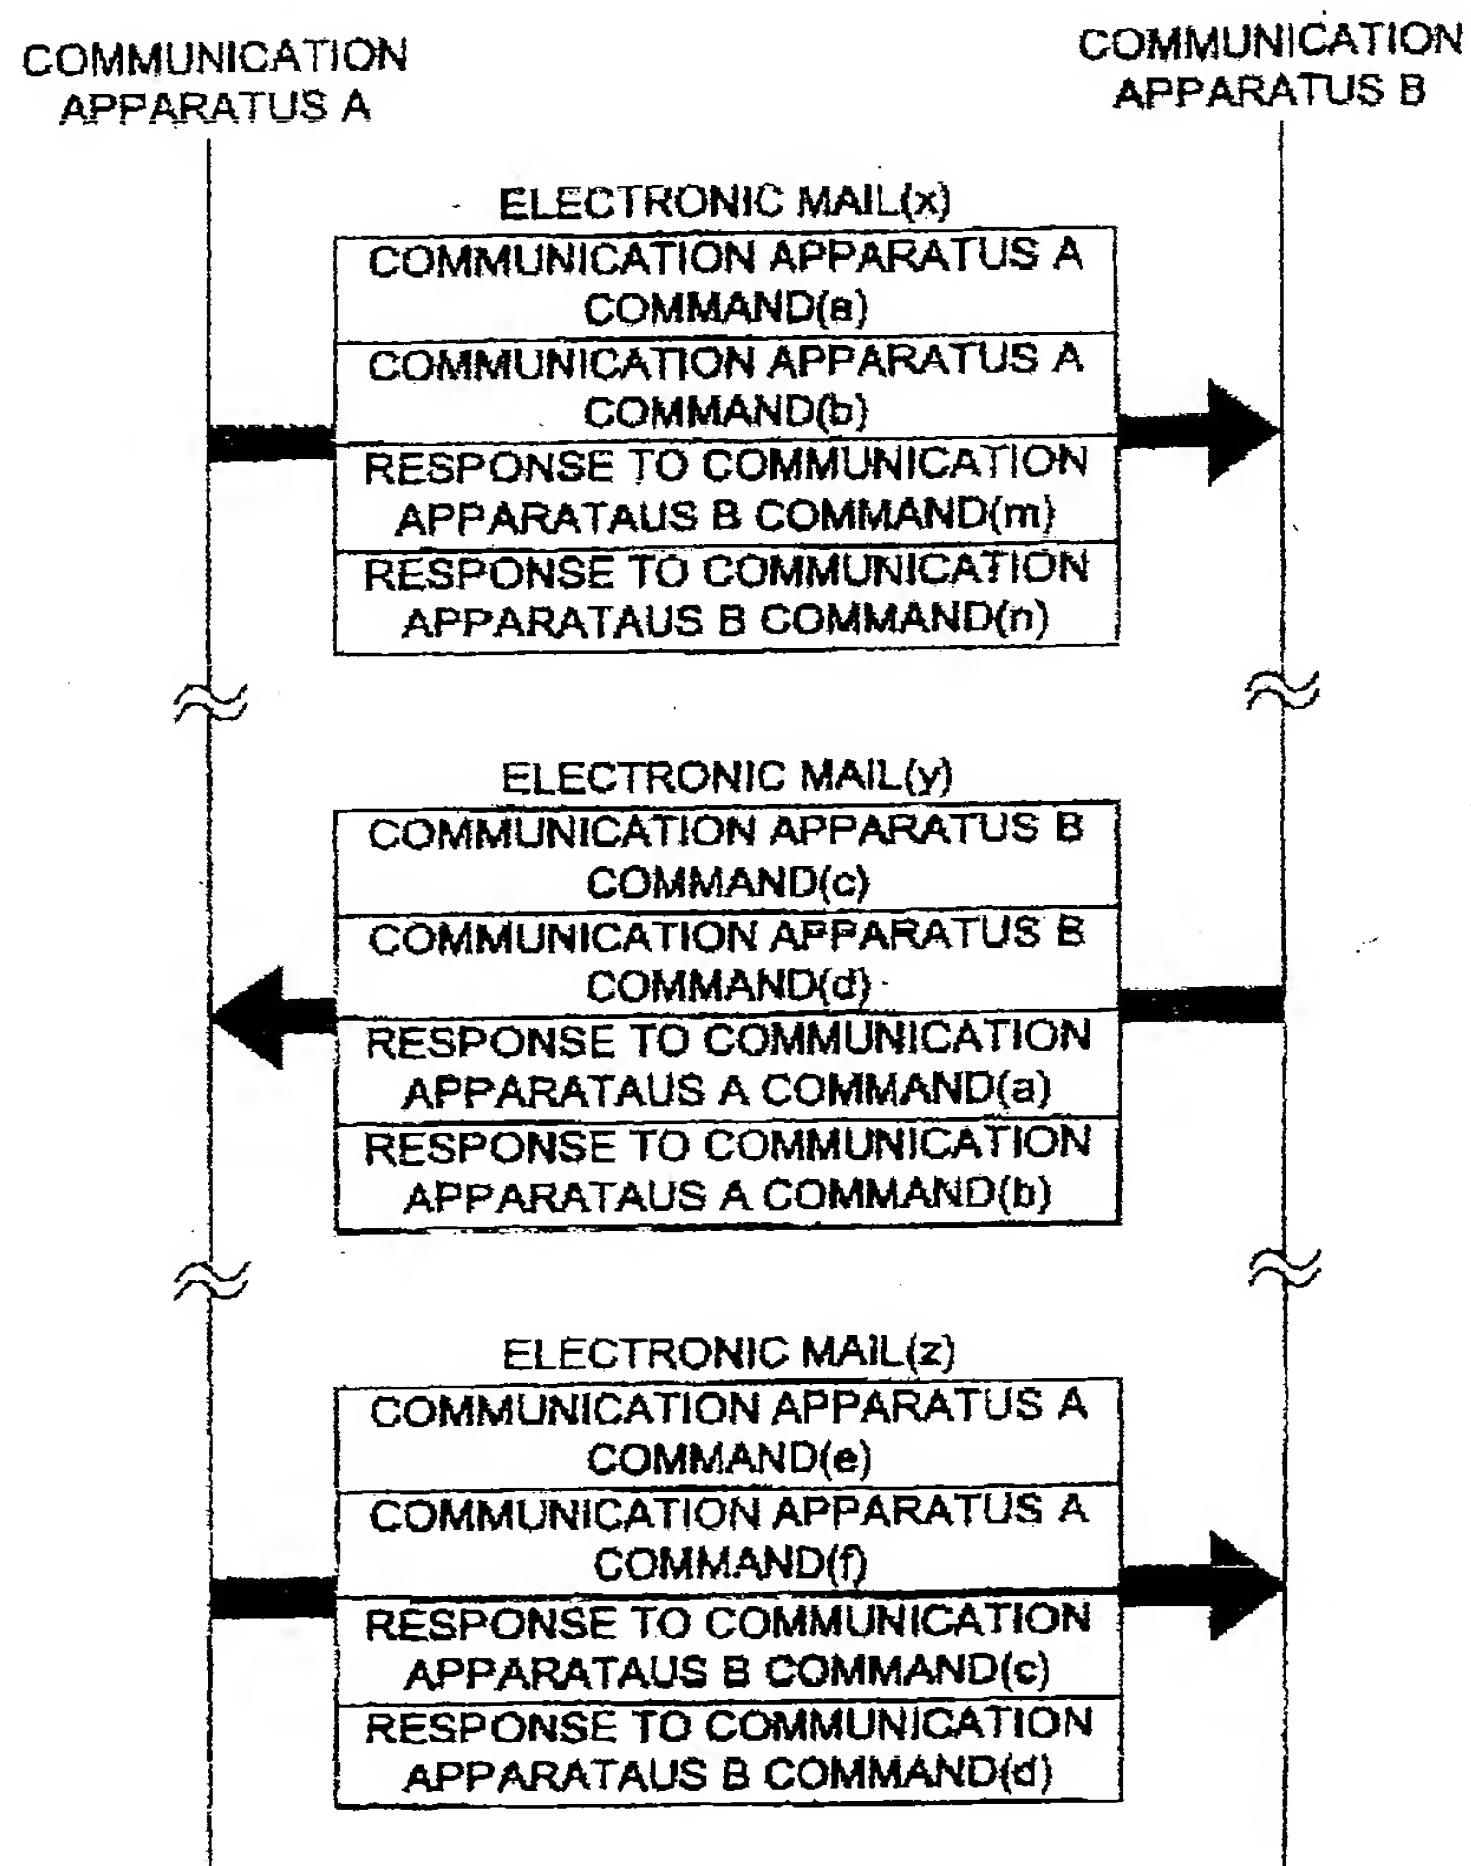 COMMUNICATION
APPARATUS A
COMMUNICATION
APPARATUS B
ELECTRONIC MAIL(x)
COMMUNICATION APPARATUS A
COMMAND(a)
COMMUNICATION APPARATUS A
COMMAND(b)
RESPONSE TO COMMUNICATION
APPARATAUS B COMMAND(m)
RESPONSE TO COMMUNICATION
APPARATAUS B COMMAND(n)
ELECTRONIC MAIL(y)
COMMUNICATION APPARATUS B
COMMAND(c)
COMMUNICATION APPARATUS B
COMMAND(d)
RESPONSE TO COMMUNICATION
APPARATAUS A COMMAND(a)
RESPONSE TO COMMUNICATION
APPARATAUS A COMMAND(b)
ELECTRONIC MAIL(z)
COMMUNICATION APPARATUS A
COMMAND(e)
COMMUNICATION APPARATUS A
COMMAND(f)
RESPONSE TO COMMUNICATION
APPARATAUS B COMMAND(c)
RESPONSE TO COMMUNICATION
APPARATAUS B COMMAND(d)